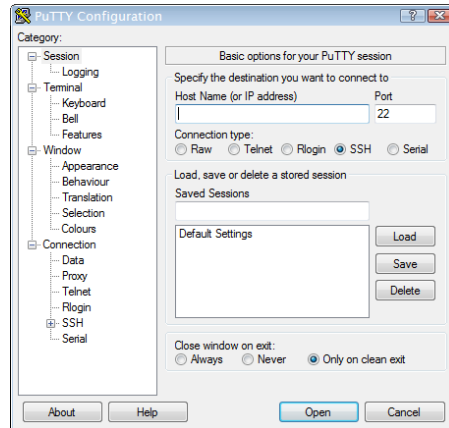 PuTTY Configuration
Category:
Session
Logging
Terminal
Keyboard
Bell
Features
Window
Appearance
Behaviour
Translation
Selection
Colours
Connection
Data
Proxy
Telnet
Rlogin
SSH
Serial
Basic options for your PuTTY session
Specify the destination you want to connect to
Host Name (or IP address) Port
22
Connection type:
Raw Telnet Rlogin SSH Serial
Load, save or delete a stored session
Saved Sessions
Default Settings
Load
Save
Delete
Close window on exit:
Always Never Only on clean exit
About Help Open Cancel